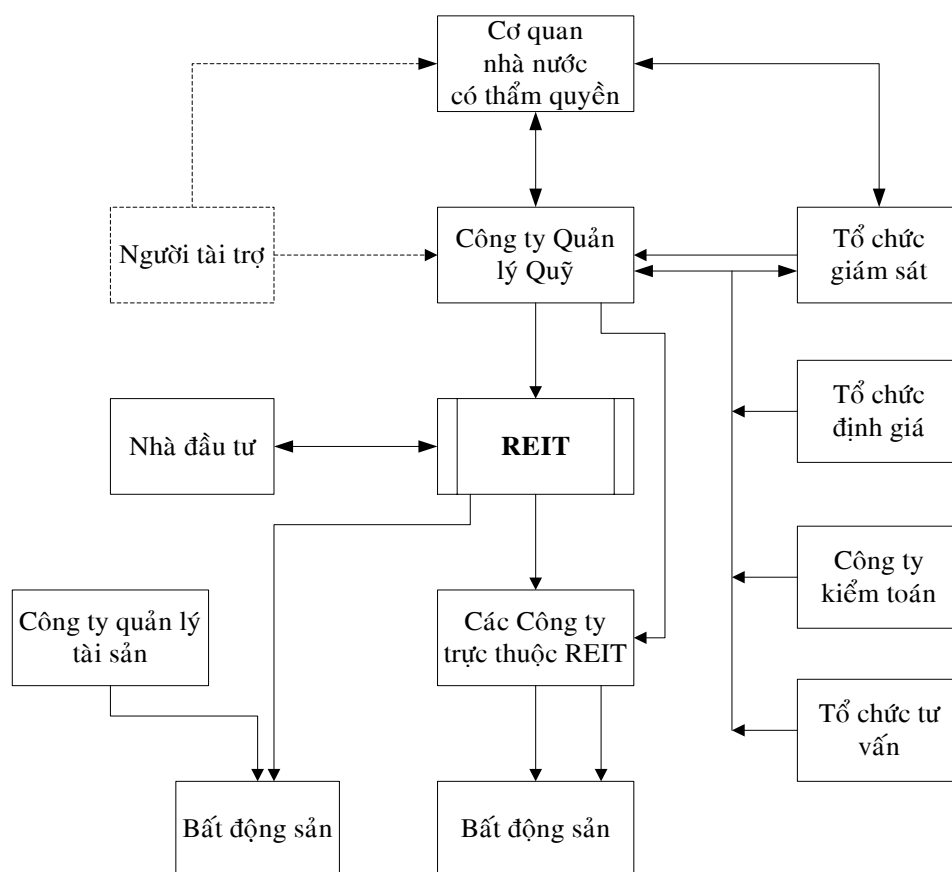 Cơ quan
nhà nước
có thẩm quyền
Người tài trợ
Công ty Quản
lý Quỹ
Tổ chức
giám sát
Tổ chức
định giá
Nhà đầu tư
REIT
Công ty
kiểm toán
Công ty quản lý
tài sản
Các Công ty
trực thuộc REIT
Tổ chức tư
vấn
Bất động sản
Bất động sản